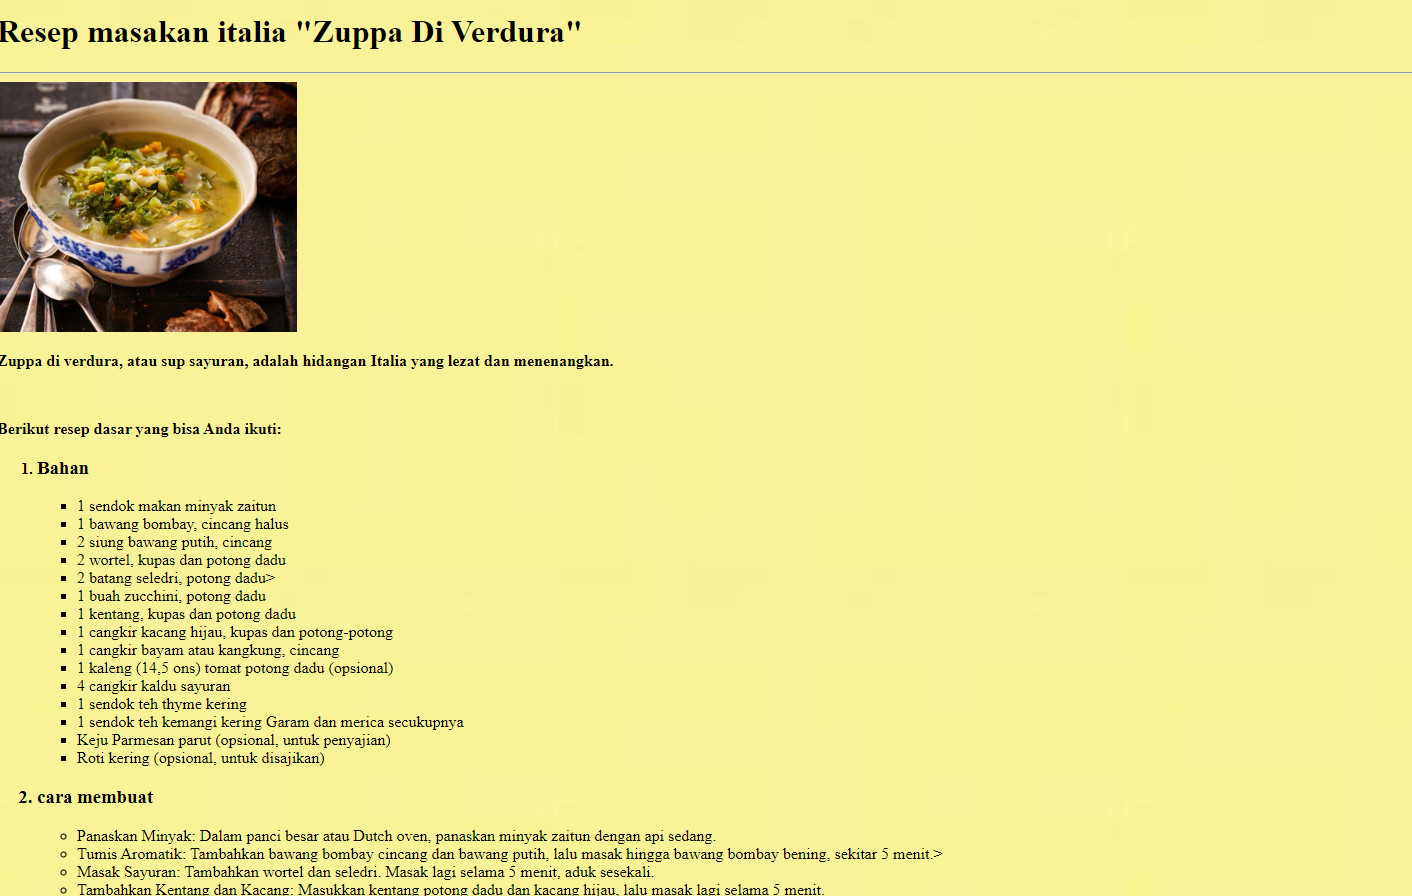 Resep masakan italia "Zuppa Di Verdura"
Zuppa di verdura, atau sup sayuran, adalah hidangan Italia yang lezat dan menenangkan.
Berikut resep dasar yang bisa Anda ikuti:
1. Bahan
▪ 1 sendok makan minyak zaitun
▪ 1 bawang bombay, cincang halus
▪ 2 siung bawang putih, cincang
▪ 2 wortel, kupas dan potong dadu
▪ 2 batang seledri, potong dadu>
▪ 1 buah zucchini, potong dadu
▪ 1 kentang, kupas dan potong dadu
▪ 1 cangkir kacang hijau, kupas dan potong-potong
▪ 1 cangkir bayam atau kangkung, cincang
▪ 1 kaleng (14,5 ons) tomat potong dadu (opsional)
▪ 4 cangkir kaldu sayuran
▪ 1 sendok teh thyme kering
▪ 1 sendok teh kemangi kering Garam dan merica secukupnya
▪ Keju Parmesan parut (opsional, untuk penyajian)
▪ Roti kering (opsional, untuk disajikan)
2. cara membuat
○ Panaskan Minyak: Dalam panci besar atau Dutch oven, panaskan minyak zaitun dengan api sedang.
○ Tumis Aromatik: Tambahkan bawang bombay cincang dan bawang putih, lalu masak hingga bawang bombay bening, sekitar 5 menit.>
○ Masak Sayuran: Tambahkan wortel dan seledri. Masak lagi selama 5 menit, aduk sesekali.
○ Tambahkan Kentang dan Kacang: Masukkan kentang potong dadu dan kacang hijau, lalu masak lagi selama 5 menit.